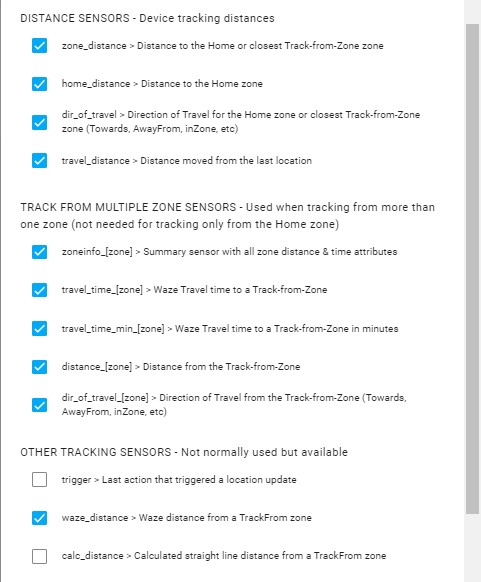 DISTANCE SENSORS - Device tracking distances
zone_distance > Distance to the Home or closest Track-from-Zone zone
home_distance > Distance to the Home zone
dir_of_travel > Direction of Travel for the Home zone or closest Track-from-Zone
zone (Towards, AwayFrom, inZone, etc)
travel_distance > Distance moved from the last location
TRACK FROM MULTIPLE ZONE SENSORS - Used when tracking from more than
one zone (not needed for tracking only from the Home zone)
zoneinfo_[zone] > Summary sensor with all zone distance & time attributes
travel_time_[zone] > Waze Travel time to a Track-from-Zone
travel_time_min_[zone] > Waze Travel time to a Track-from-Zone in minutes
distance_[zone] > Distance from the Track-from-Zone
dir_of_travel_[zone] > Direction of Travel from the Track-from-Zone (Towards,
AwayFrom, inZone, etc)
OTHER TRACKING SENSORS - Not normally used but available
trigger > Last action that triggered a location update
waze_distance > Waze distance from a TrackFrom zone
calc_distance > Calculated straight line distance from a TrackFrom zone